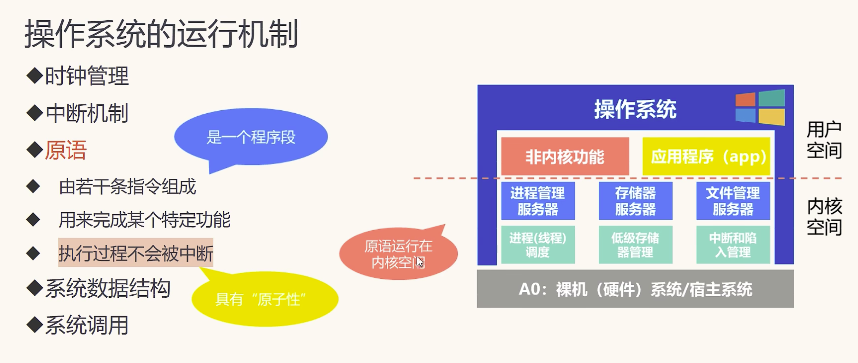 操作系统的运行机制
◆时钟管理
◆中断机制
◆原语
◆ 由若干条指令组成
◆ 用来完成某个特定功能
◆ 执行过程不会被中断
◆系统数据结构
◆系统调用
是一个程序段
具有“原子性”
原语运行在
内核空间
操作系统
非内核功能
应用程序（app）
进程管理
服务器
存储器
服务器
文件管理
服务器
进程(线程)
调度
低级存储
器管理
中断和陷
入管理
A0：裸机（硬件）系统/宿主系统
用户
空间
内核
空间